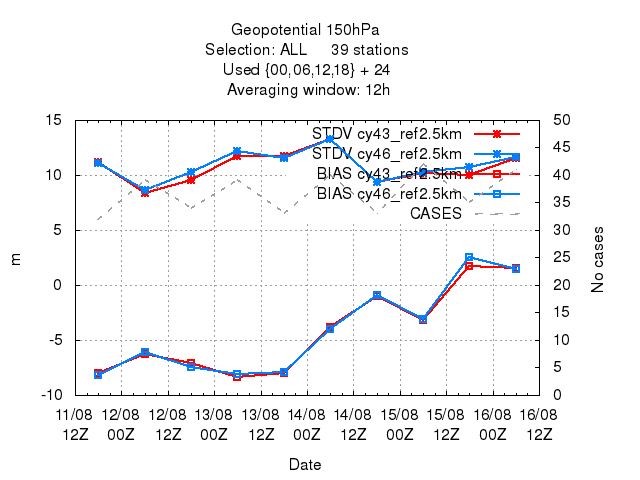 Geopotential 150hPa
Selection: ALL     39 stations
Used {00,06,12,18} + 24
Averaging window: 12h
STDV cy43_ref2.5km
STDV cy46_ref2.5km
BIAS cy43_ref2.5km
BIAS cy46_ref2.5km
CASES
15
10
5
0
-5
-10
m
50
45
40
35
30
25
20
15
10
5
0
No cases
11/08 12/08 12/08 13/08 13/08 14/08 14/08 15/08 15/08 16/08 16/08
12Z 00Z 12Z 00Z 12Z 00Z 12Z 00Z 12Z 00Z 12Z
Date